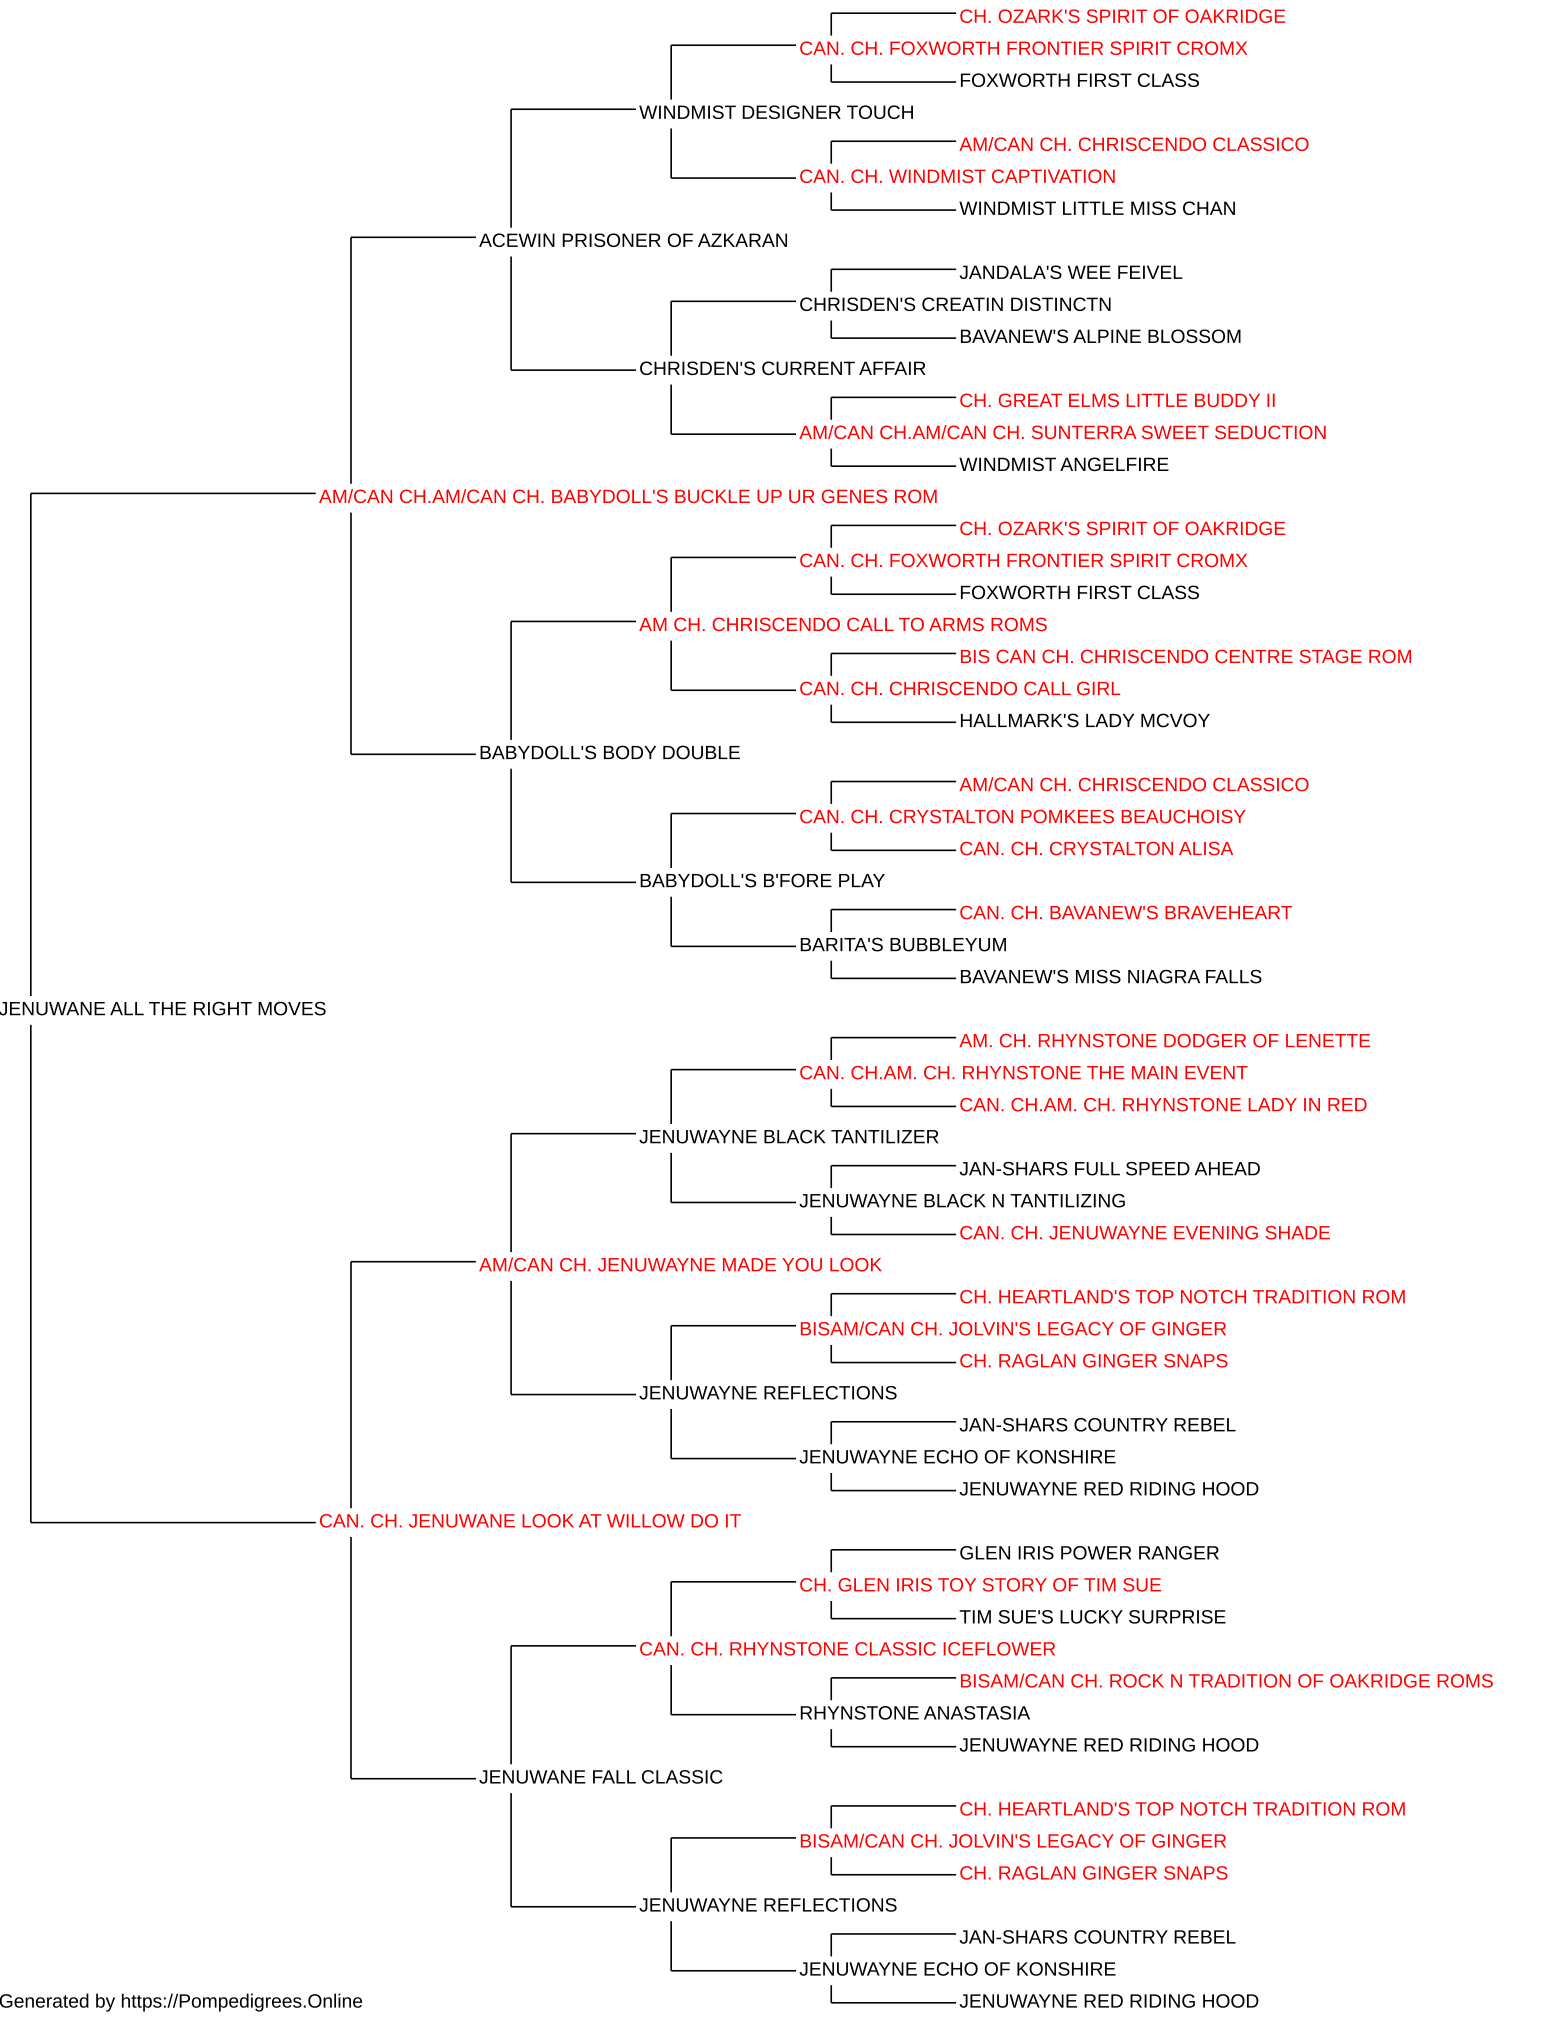 CH. OZARK'S SPIRIT OF OAKRIDGE
CAN. CH. FOXWORTH FRONTIER SPIRIT CROMX
FOXWORTH FIRST CLASS
WINDMIST DESIGNER TOUCH
AM/CAN CH. CHRISCENDO CLASSICO
CAN. CH. WINDMIST CAPTIVATION
WINDMIST LITTLE MISS CHAN
ACEWIN PRISONER OF AZKARAN
JANDALA'S WEE FEIVEL
CHRISDEN'S CREATIN DISTINCTN
BAVANEW'S ALPINE BLOSSOM
CHRISDEN'S CURRENT AFFAIR
CH. GREAT ELMS LITTLE BUDDY II
AM/CAN CH.AM/CAN CH. SUNTERRA SWEET SEDUCTION
WINDMIST ANGELFIRE
AM/CAN CH.AM/CAN CH. BABYDOLL'S BUCKLE UP UR GENES ROM
CH. OZARK'S SPIRIT OF OAKRIDGE
CAN. CH. FOXWORTH FRONTIER SPIRIT CROMX
FOXWORTH FIRST CLASS
AM CH. CHRISCENDO CALL TO ARMS ROMS
BIS CAN CH. CHRISCENDO CENTRE STAGE ROM
CAN. CH. CHRISCENDO CALL GIRL
HALLMARK'S LADY MCVOY
BABYDOLL'S BODY DOUBLE
AM/CAN CH. CHRISCENDO CLASSICO
CAN. CH. CRYSTALTON POMKEES BEAUCHOISY
CAN. CH. CRYSTALTON ALISA
BABYDOLL'S B'FORE PLAY
CAN. CH. BAVANEW'S BRAVEHEART
BARITA'S BUBBLEYUM
BAVANEW'S MISS NIAGRA FALLS
JENUWANE ALL THE RIGHT MOVES
AM. CH. RHYNSTONE DODGER OF LENETTE
CAN. CH.AM. CH. RHYNSTONE THE MAIN EVENT
CAN. CH.AM. CH. RHYNSTONE LADY IN RED
JENUWAYNE BLACK TANTILIZER
JAN-SHARS FULL SPEED AHEAD
JENUWAYNE BLACK N TANTILIZING
CAN. CH. JENUWAYNE EVENING SHADE
AM/CAN CH. JENUWAYNE MADE YOU LOOK
CH. HEARTLAND'S TOP NOTCH TRADITION ROM
BISAM/CAN CH. JOLVIN'S LEGACY OF GINGER
CH. RAGLAN GINGER SNAPS
JENUWAYNE REFLECTIONS
JAN-SHARS COUNTRY REBEL
JENUWAYNE ECHO OF KONSHIRE
JENUWAYNE RED RIDING HOOD
CAN. CH. JENUWANE LOOK AT WILLOW DO IT
GLEN IRIS POWER RANGER
CH. GLEN IRIS TOY STORY OF TIM SUE
TIM SUE'S LUCKY SURPRISE
CAN. CH. RHYNSTONE CLASSIC ICEFLOWER
BISAM/CAN CH. ROCK N TRADITION OF OAKRIDGE ROMS
RHYNSTONE ANASTASIA
JENUWAYNE RED RIDING HOOD
JENUWANE FALL CLASSIC
CH. HEARTLAND'S TOP NOTCH TRADITION ROM
BISAM/CAN CH. JOLVIN'S LEGACY OF GINGER
CH. RAGLAN GINGER SNAPS
JENUWAYNE REFLECTIONS
JAN-SHARS COUNTRY REBEL
JENUWAYNE ECHO OF KONSHIRE
JENUWAYNE RED RIDING HOOD
Generated by https://Pompedigrees.Online